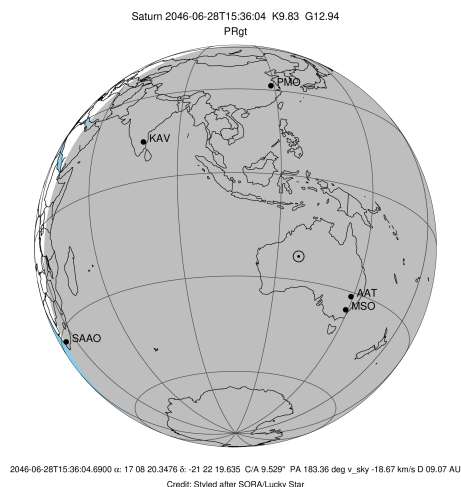 Saturn 2046-06-28T15:36:04 K9.83 G12.94
PRgt
PMO
KAV
AAT
MSO
SAAO
2046-06-28T15:36:04.6900 α: 17 08 20.3476 δ: -21 22 19.635 C/A 9.529" PA 183.36 deg v_sky -18.67 km/s D 09.07 AU
Credit: Styled after SORA/Lucky Star